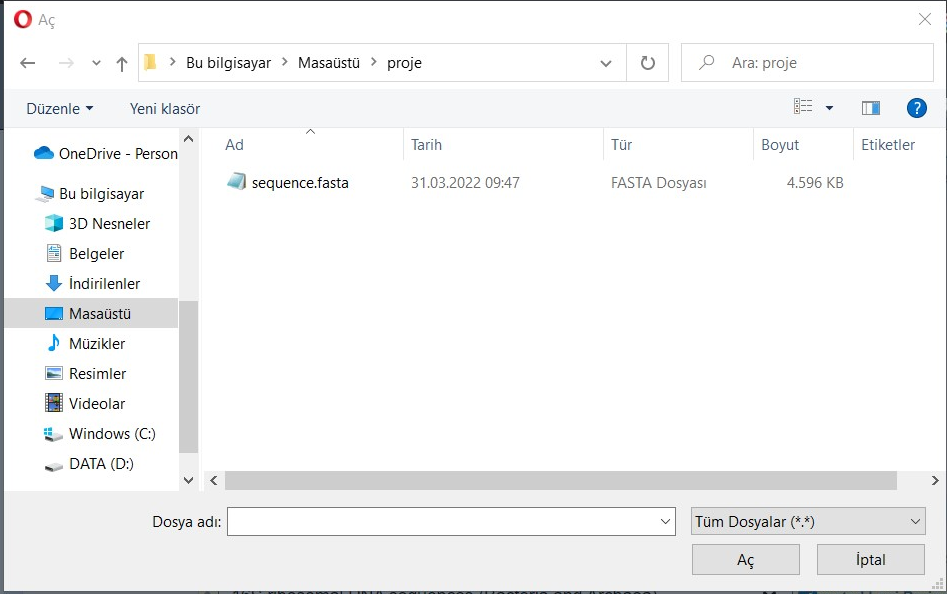 Aç
Bu bilgisayar > Masaüstü > proje
Ara: proje
Düzenle
Yeni klasör
?
OneDrive - Person
Bu bilgisayar
3D Nesneler
Belgeler
İndirilenler
Masaüstü
Müzikler
Resimler
Videolar
Windows (C:)
DATA (D:)
Ad Tarih Tür Boyut Etiketler
sequence.fasta 31.03.2022 09:47 FASTA Dosyası 4.596 KB
Dosya adı:
Tüm Dosyalar (*.*)
Aç
İptal